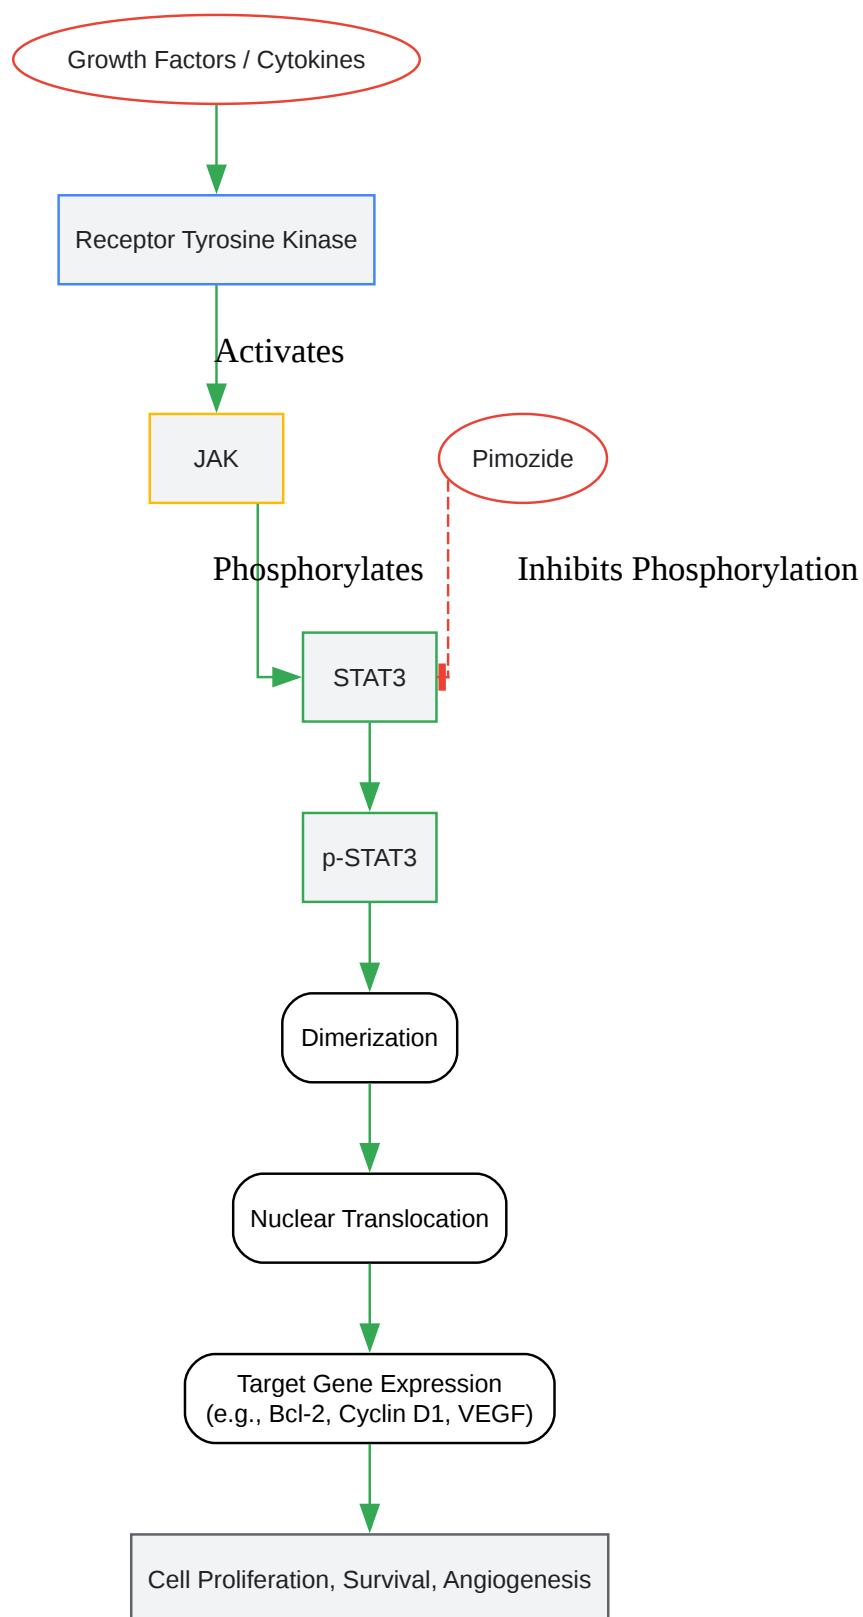 Growth Factors / Cytokines
Receptor Tyrosine Kinase
Activates
JAK
Pimozide
Phosphorylates
Inhibits Phosphorylation
STAT3
p-STAT3
Dimerization
Nuclear Translocation
Target Gene Expression
(e.g., Bcl-2, Cyclin D1, VEGF)
Cell Proliferation, Survival, Angiogenesis